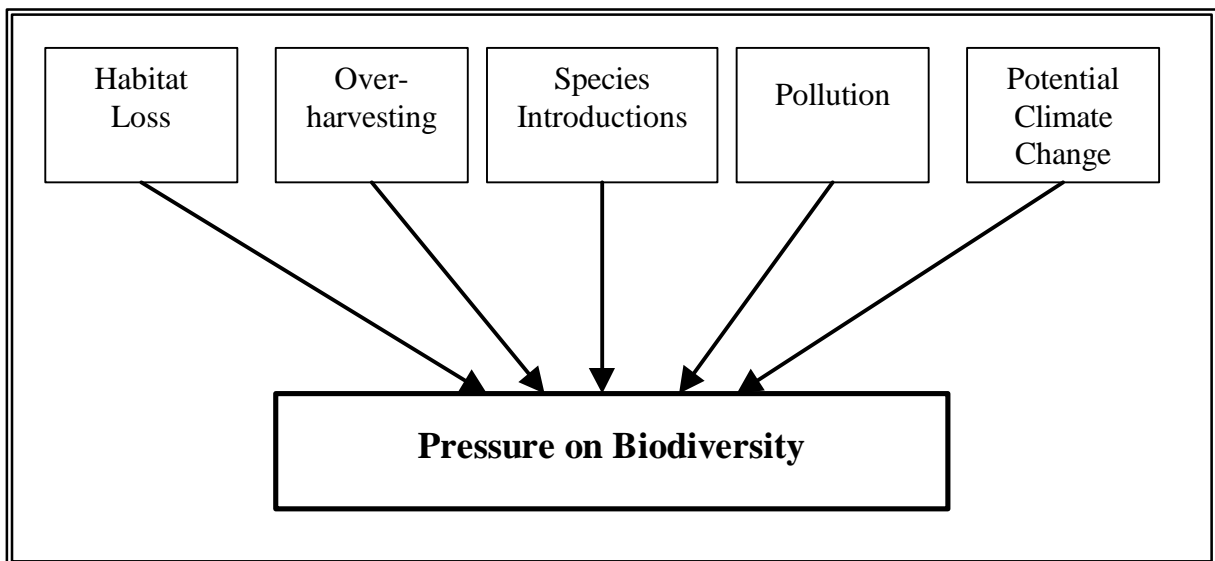 Habitat
Loss
Over-
harvesting
Species
Introductions
Pollution
Potential
Climate
Change
Pressure on Biodiversity